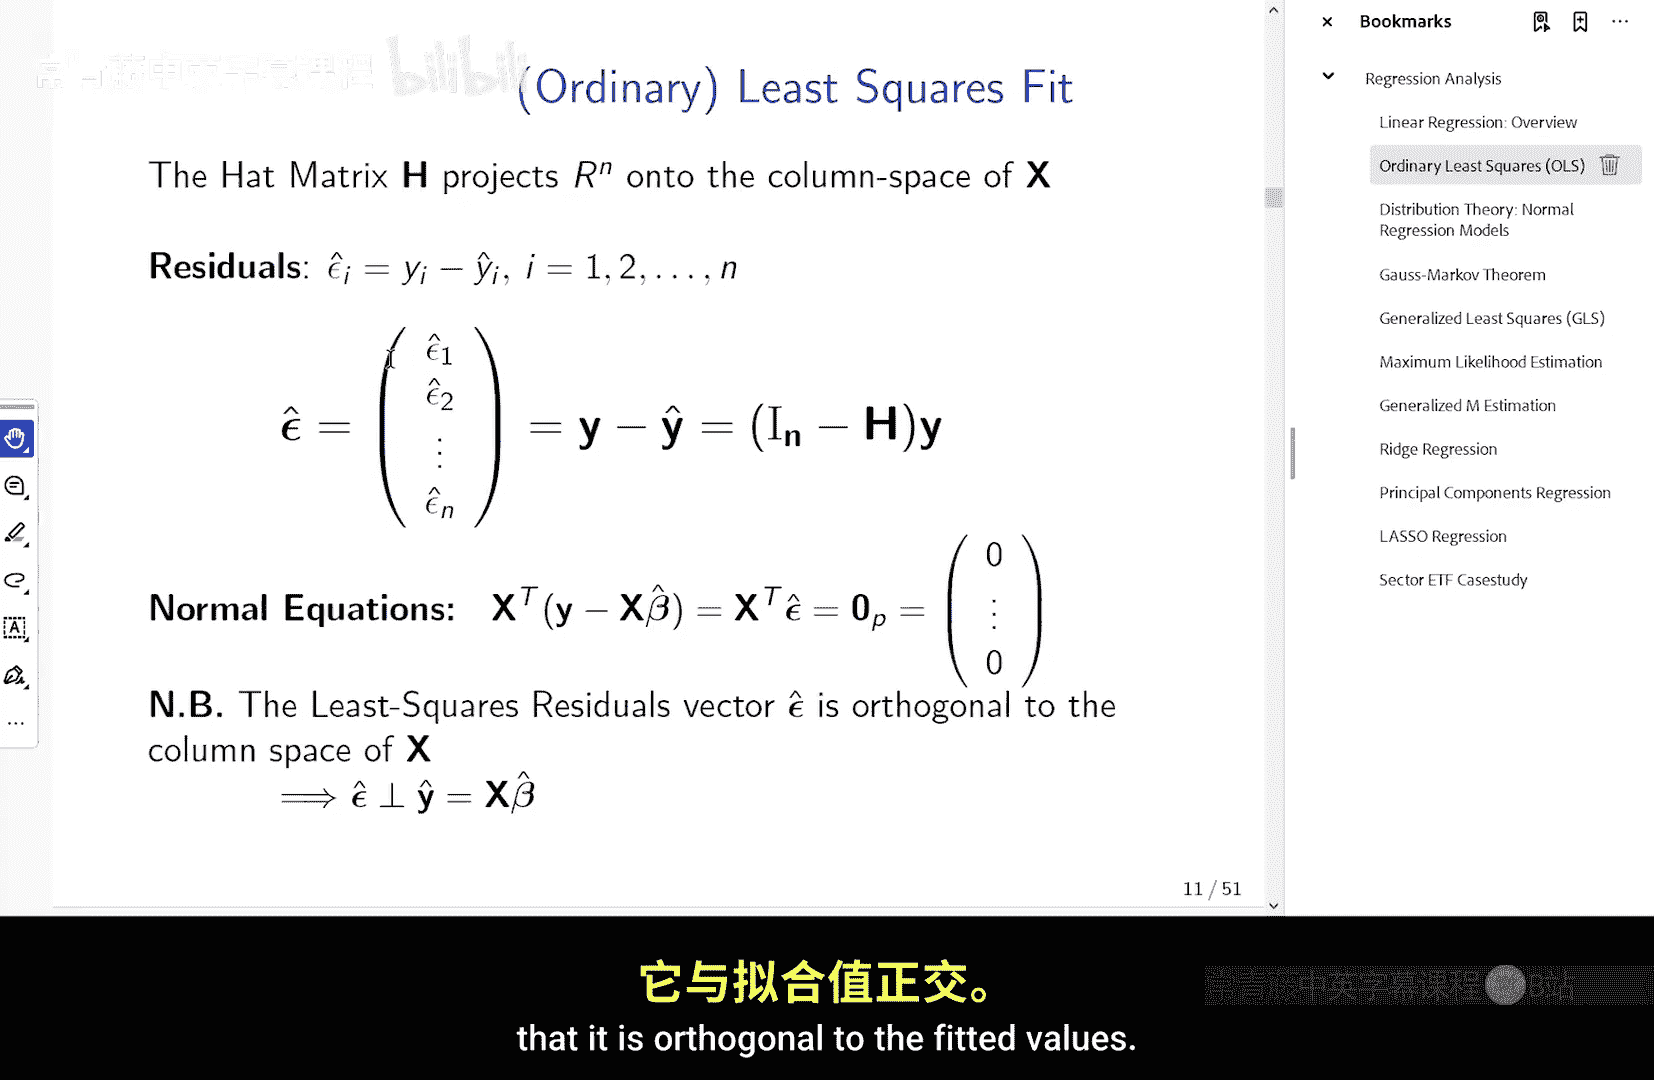 bilibili
(Ordinary) Least Squares Fit
The Hat Matrix H projects Rⁿ onto the column-space of X
Residuals: ε̂ᵢ = yᵢ − ŷᵢ, i = 1, 2, . . . , n
ε̂ = ( ε̂₁ ε̂₂ ⋮ ε̂ₙ ) = y − ŷ = (Iₙ − H)y
Normal Equations: Xᵀ(y − Xβ̂) = Xᵀε̂ = 0ₚ = ( 0 ⋮ 0 )
N.B. The Least-Squares Residuals vector ε̂ is orthogonal to the
column space of X
⟹ ε̂ ⊥ ŷ = Xβ̂
11 / 51
Bookmarks
Regression Analysis
Linear Regression: Overview
Ordinary Least Squares (OLS)
Distribution Theory: Normal
Regression Models
Gauss-Markov Theorem
Generalized Least Squares (GLS)
Maximum Likelihood Estimation
Generalized M Estimation
Ridge Regression
Principal Components Regression
LASSO Regression
Sector ETF Casestudy
它与拟合值正交。
that it is orthogonal to the fitted values.